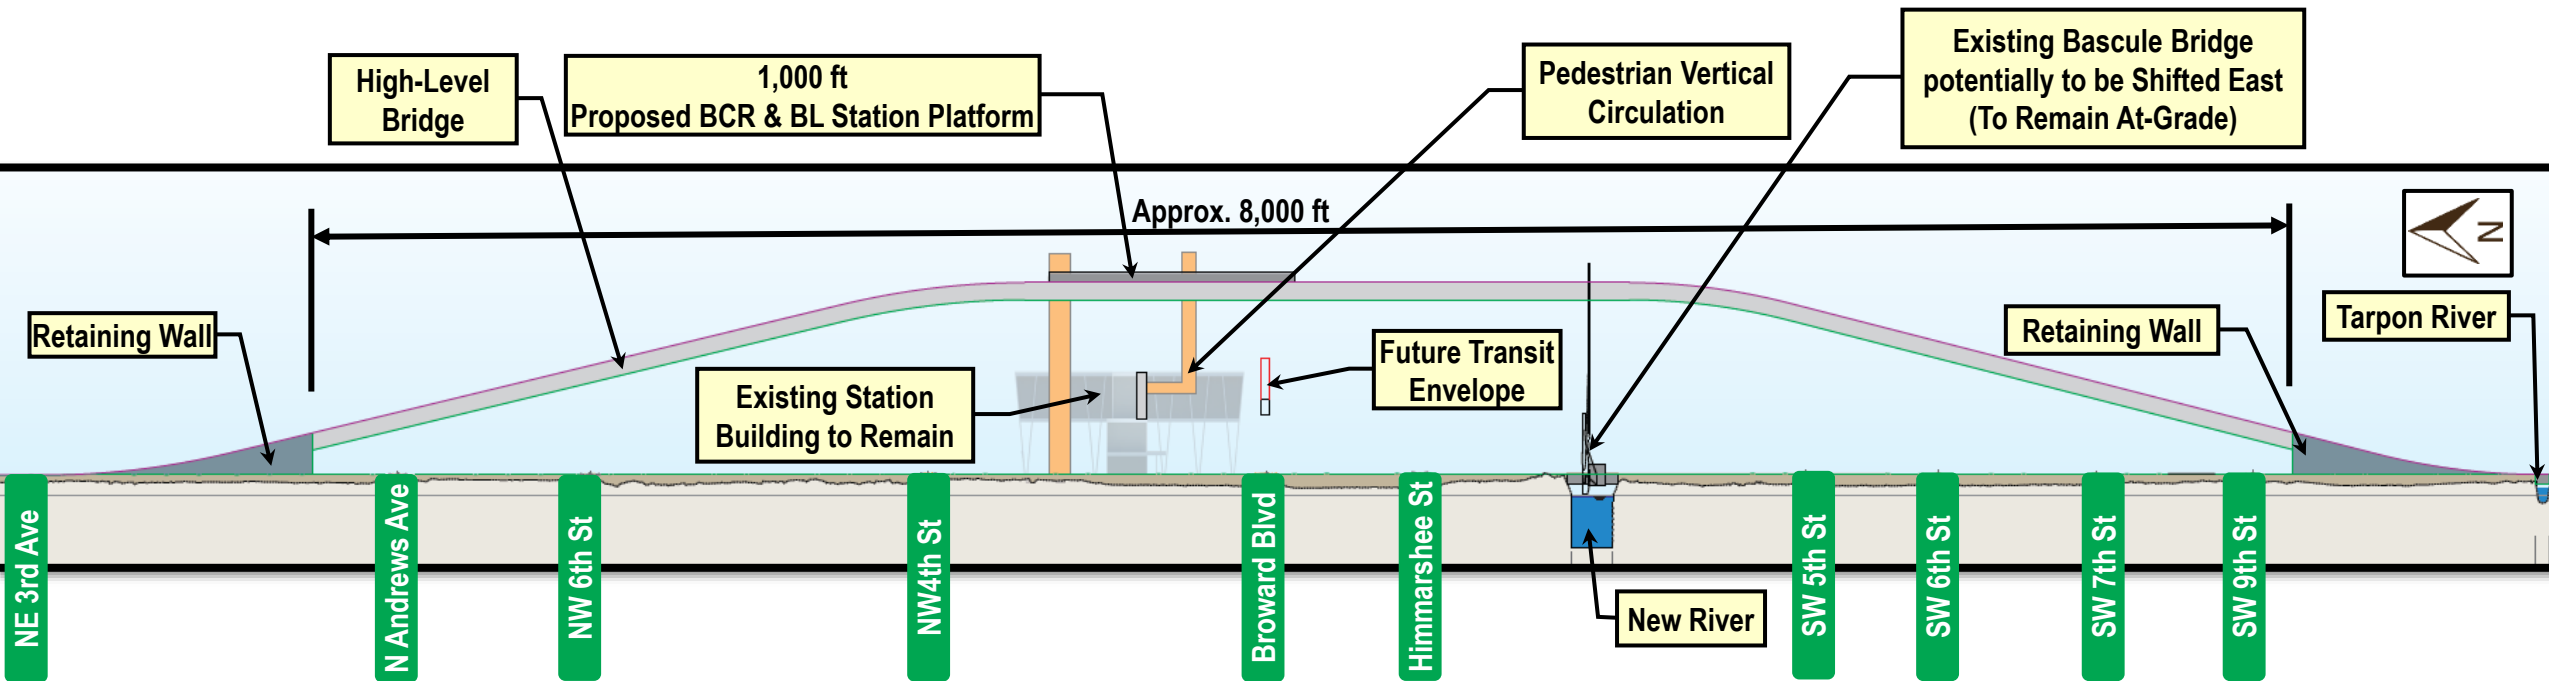 High-Level
Bridge
1,000 ft
Proposed BCR & BL Station Platform
Pedestrian Vertical
Circulation
Existing Bascule Bridge
potentially to be Shifted East
(To Remain At-Grade)
Approx. 8,000 ft
N
Retaining Wall
Existing Station
Building to Remain
Future Transit
Envelope
Retaining Wall
Tarpon River
NE 3rd Ave
N Andrews Ave
NW 6th St
NW4th St
Broward Blvd
Himmarshee St
New River
SW 5th St
SW 6th St
SW 7th St
SW 9th St